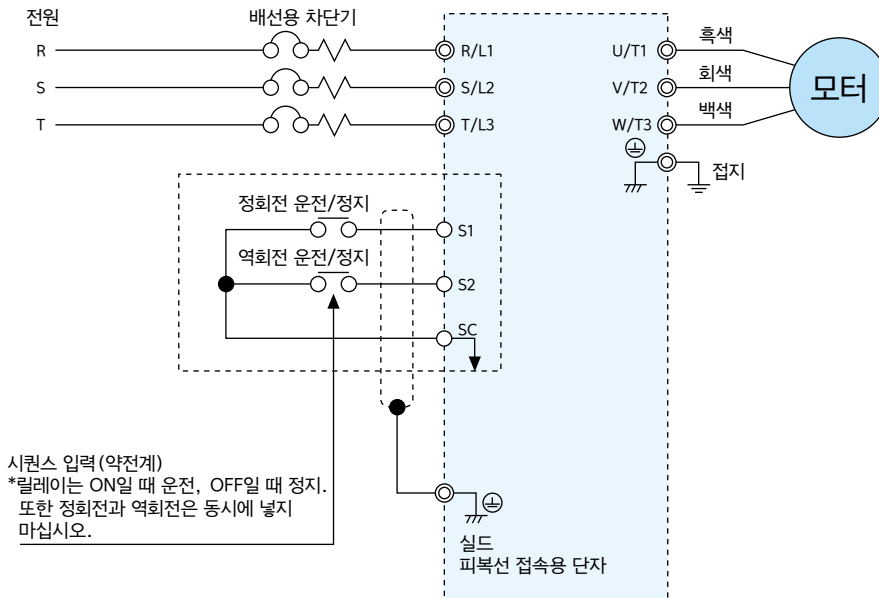 전원
배선용 차단기
R
R/L1
U/T1
흑색
S
S/L2
V/T2
회색
모터
T
T/L3
W/T3
백색
접지
정회전 운전/정지
S1
역회전 운전/정지
S2
SC
시퀀스 입력(약전계)
*릴레이는 ON일 때 운전, OFF일 때 정지.
또한 정회전과 역회전은 동시에 넣지
마십시오.
실드
피복선 접속용 단자